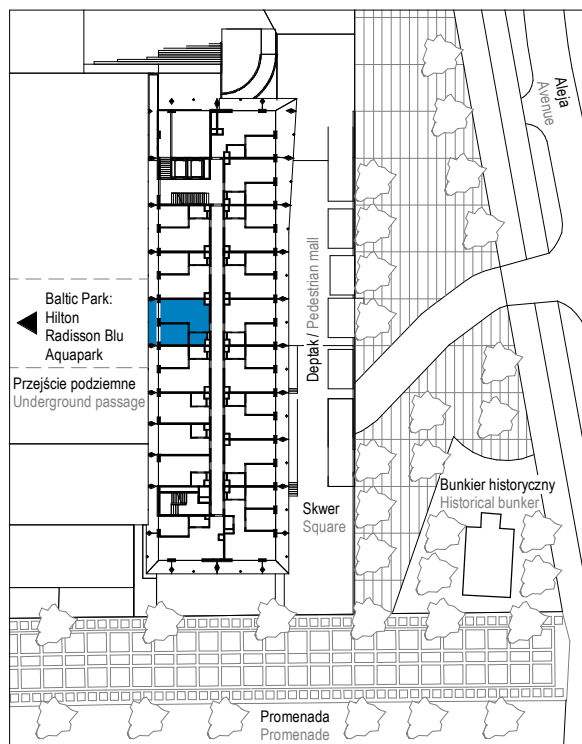 Aleja
Avenue
Baltic Park:
Hilton
Radisson Blu
Aquapark
Przejście podziemne
Underground passage
Deptak / Pedestrian mall
Bunkier historyczny
Historical bunker
Skwer
Square
Promenada
Promenade